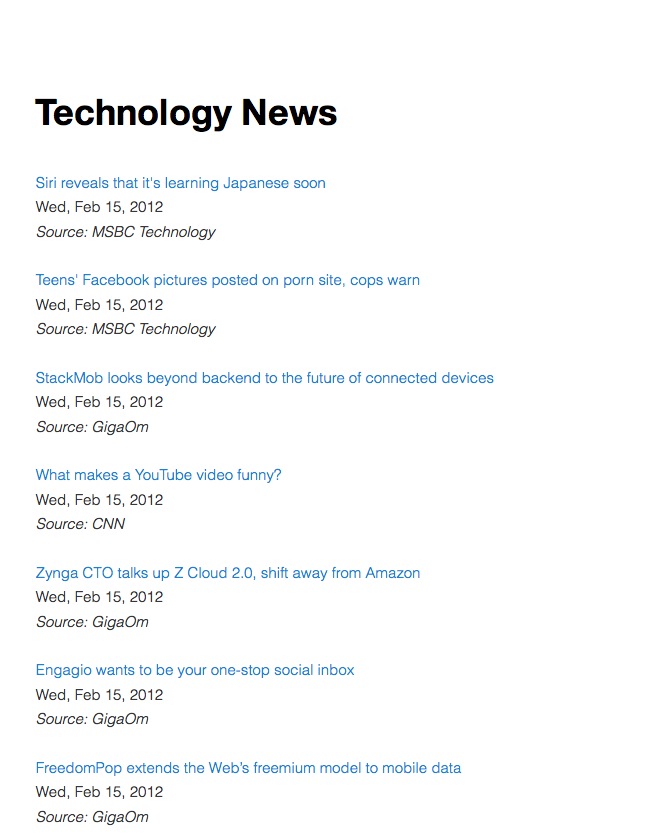 Technology News
Siri reveals that it's learning Japanese soon
Wed, Feb 15, 2012
Source: MSBC Technology
Teens' Facebook pictures posted on porn site, cops warn
Wed, Feb 15, 2012
Source: MSBC Technology
StackMob looks beyond backend to the future of connected devices
Wed, Feb 15, 2012
Source: GigaOm
What makes a YouTube video funny?
Wed, Feb 15, 2012
Source: CNN
Zynga CTO talks up Z Cloud 2.0, shift away from Amazon
Wed, Feb 15, 2012
Source: GigaOm
Engagio wants to be your one-stop social inbox
Wed, Feb 15, 2012
Source: GigaOm
FreedomPop extends the Web’s freemium model to mobile data
Wed, Feb 15, 2012
Source: GigaOm